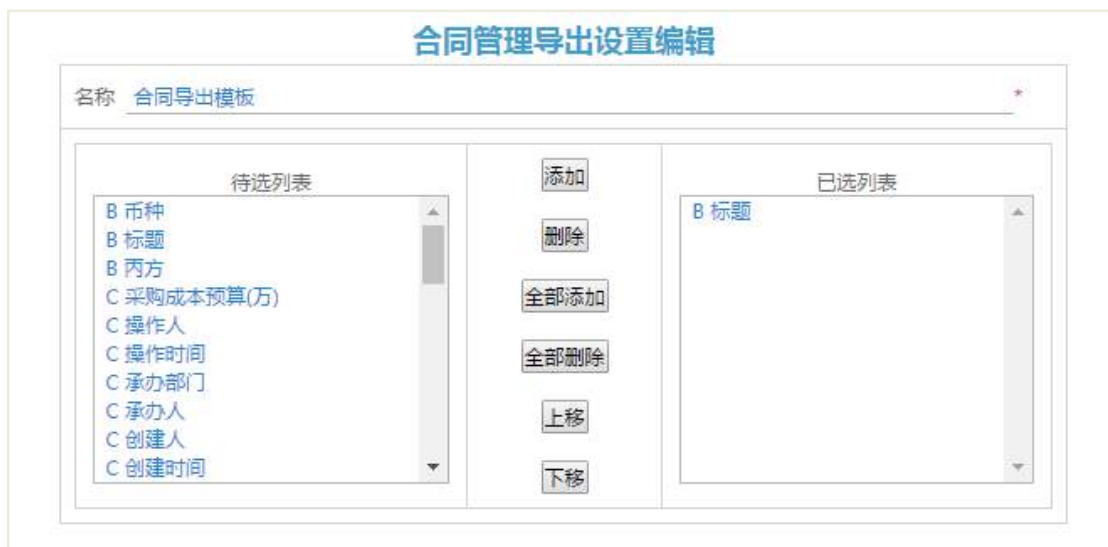 合同管理导出设置编辑
名称 合同导出模板 *
待选列表
B 币种
B 标题
B 丙方
C 采购成本预算(万)
C 操作人
C 操作时间
C 承办部门
C 承办人
C 创建人
C 创建时间
添加
删除
全部添加
全部删除
上移
下移
已选列表
B 标题